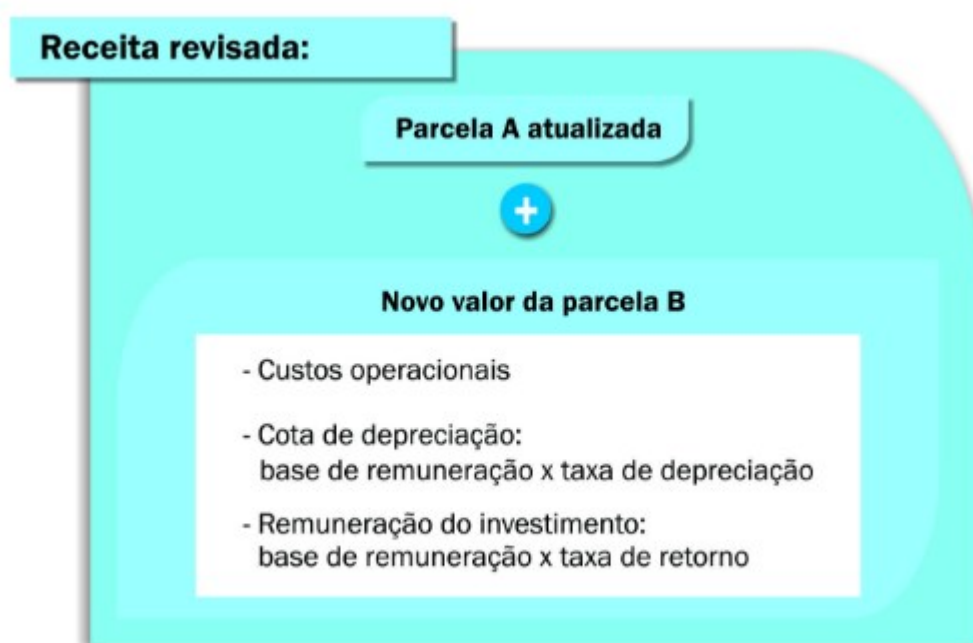 Receita revisada:
Parcela A atualizada
+
Novo valor da parcela B
- Custos operacionais
- Cota de depreciação:
base de remuneração x taxa de depreciação
- Remuneração do investimento:
base de remuneração x taxa de retorno